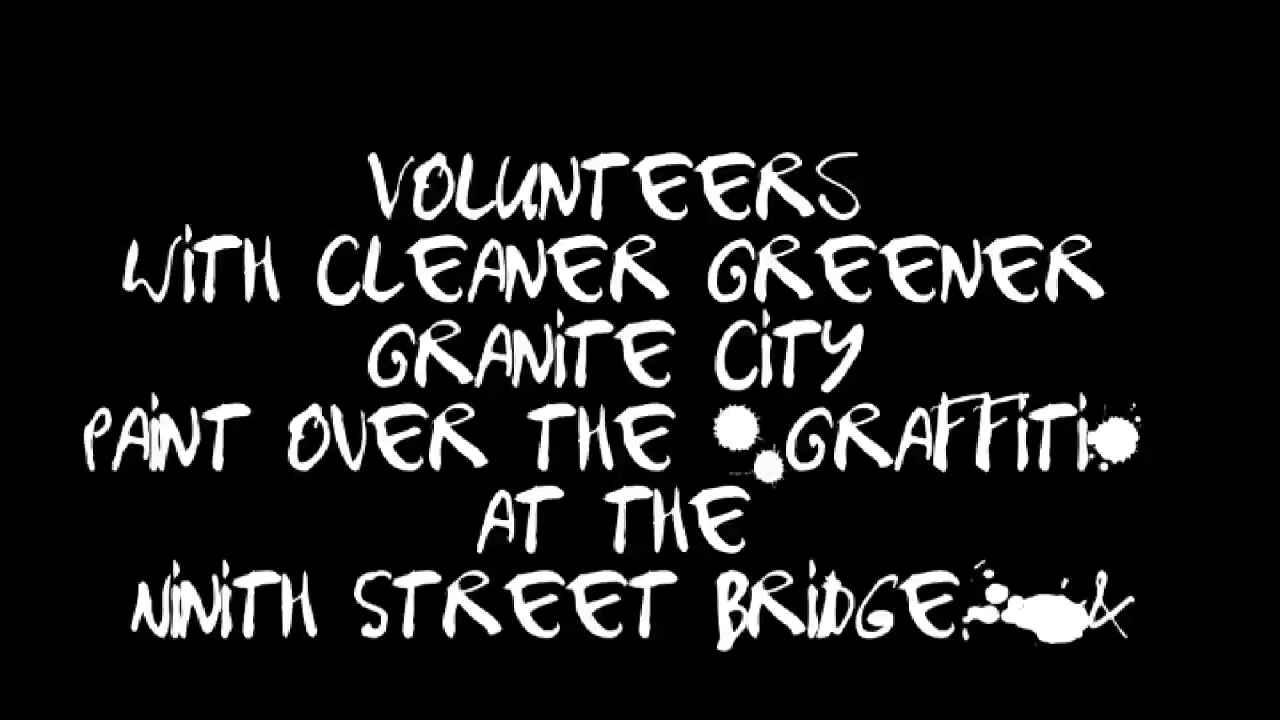 VOLUNTEERS
WiTH CLEANER GREENER
GRANiTE CiTY
PAiNT OVER THE GRAFFiTi
AT THE
NiNiTH STREET BRiDGE &